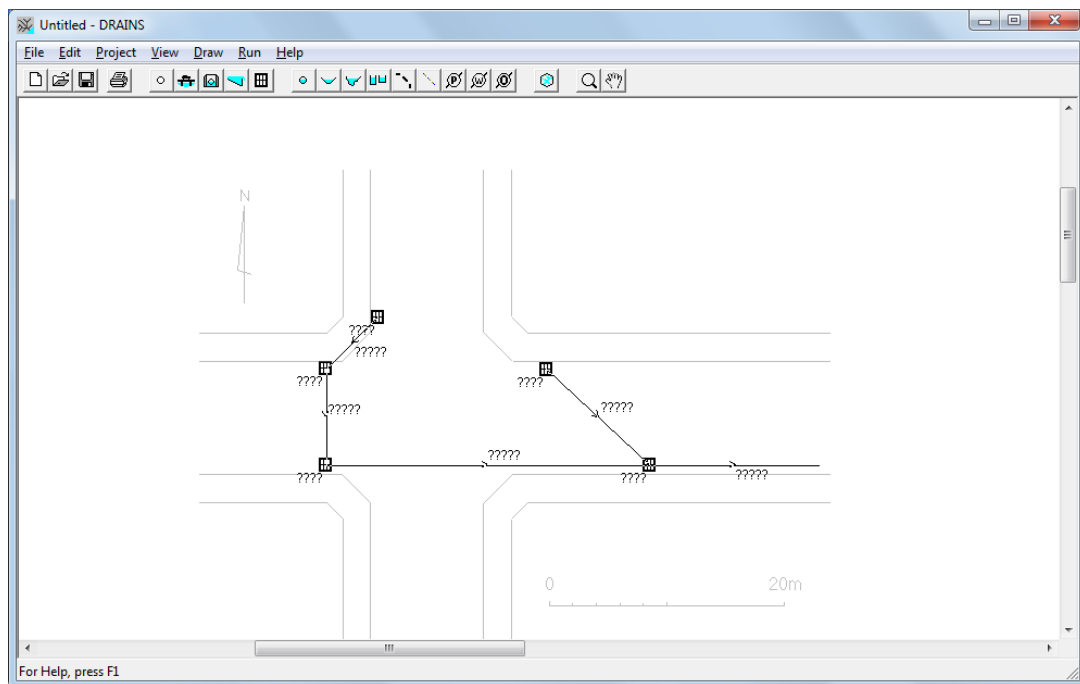 Untitled - DRAINS
File Edit Project View Draw Run Help
P W O
N
????
?????
????
????
?????
?????
?????
????
????
?????
0 20m
For Help, press F1